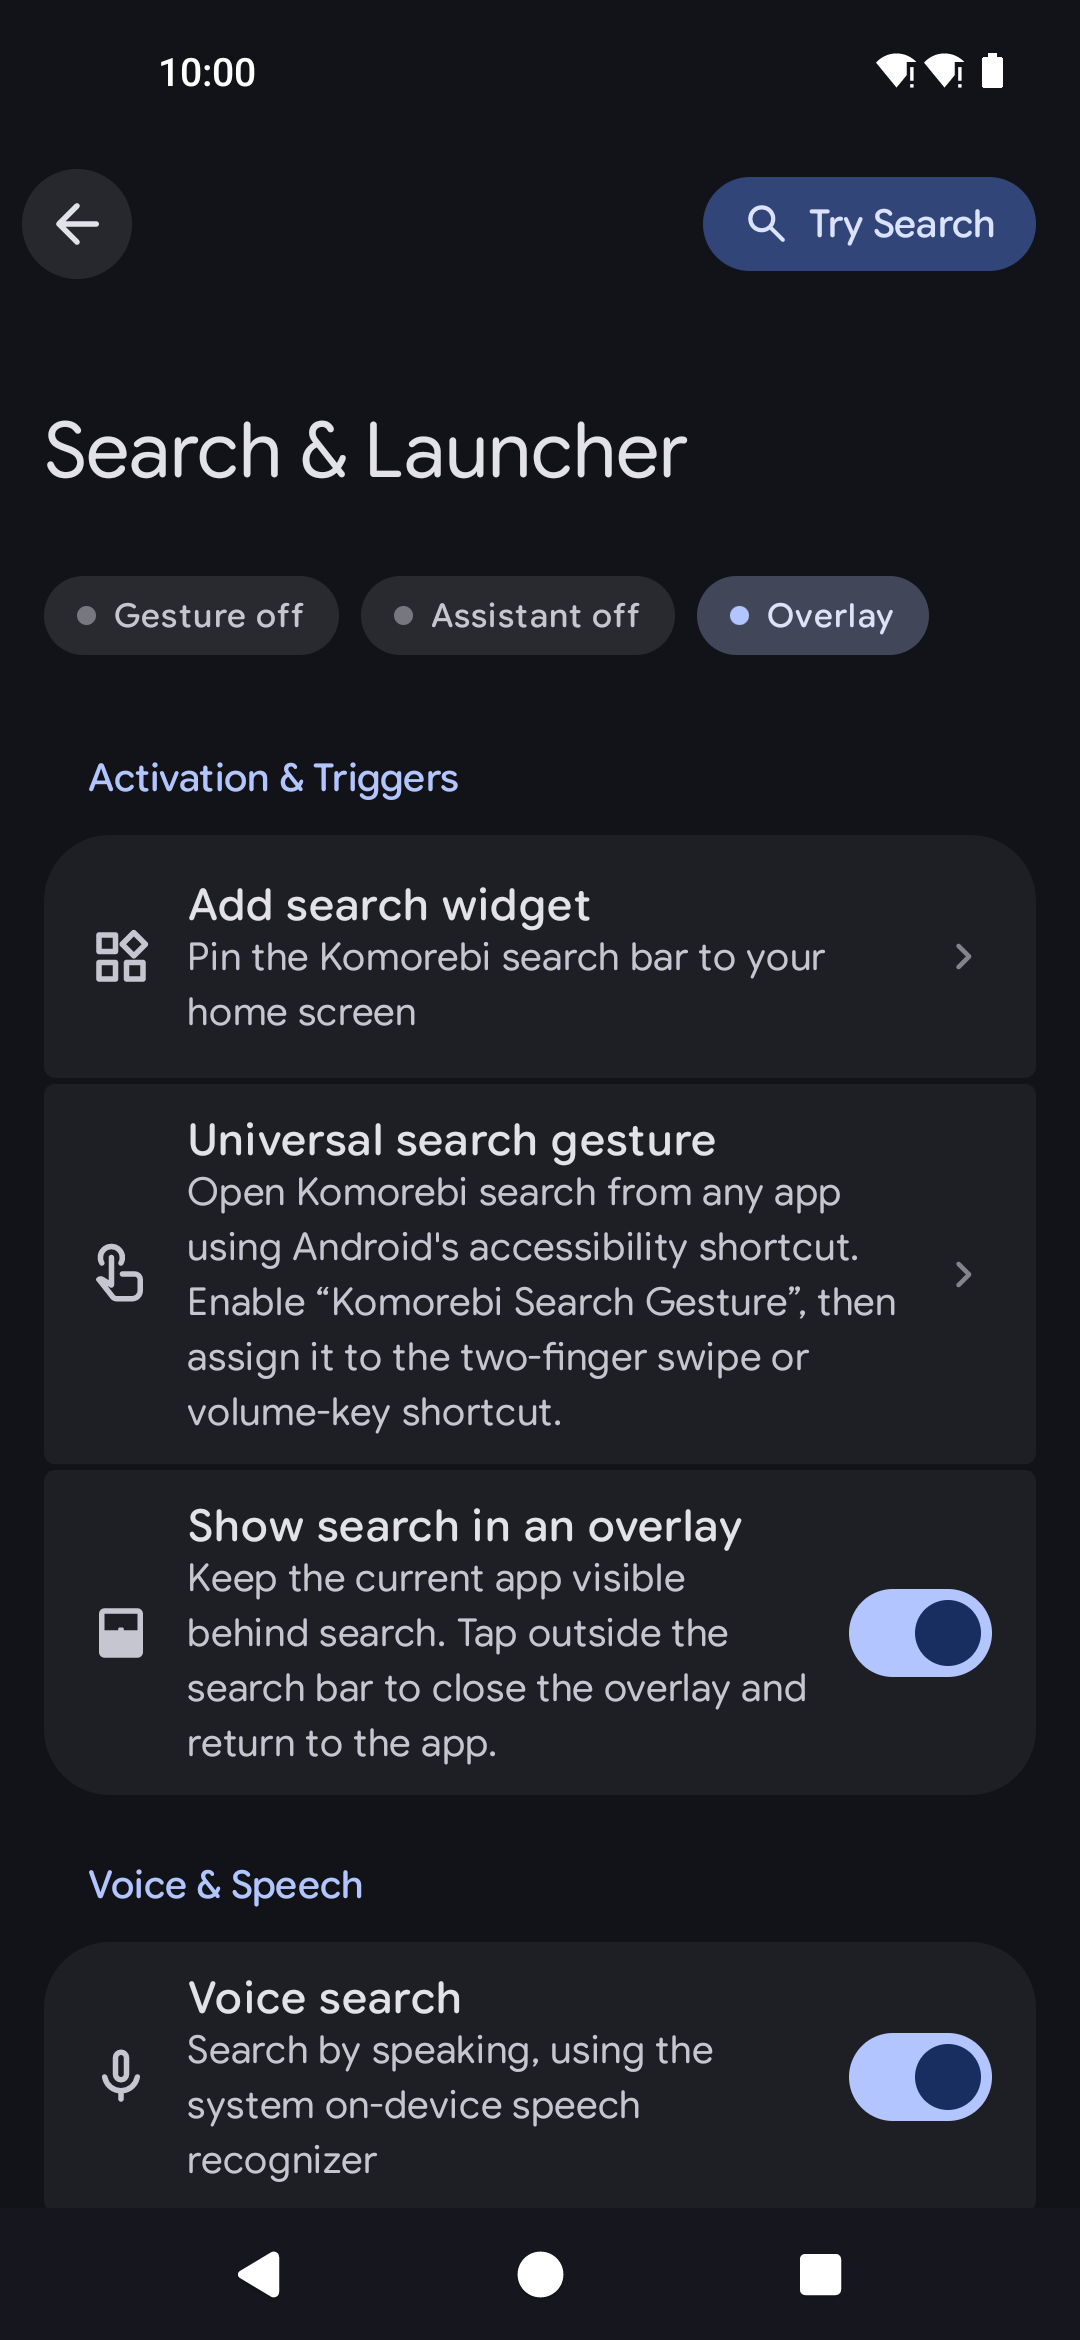 10:00
Try Search
Search & Launcher
Gesture off
Assistant off
Overlay
Activation & Triggers
Add search widget
Pin the Komorebi search bar to your
home screen
Universal search gesture
Open Komorebi search from any app
using Android's accessibility shortcut.
Enable “Komorebi Search Gesture”, then
assign it to the two-finger swipe or
volume-key shortcut.
Show search in an overlay
Keep the current app visible
behind search. Tap outside the
search bar to close the overlay and
return to the app.
Voice & Speech
Voice search
Search by speaking, using the
system on-device speech
recognizer